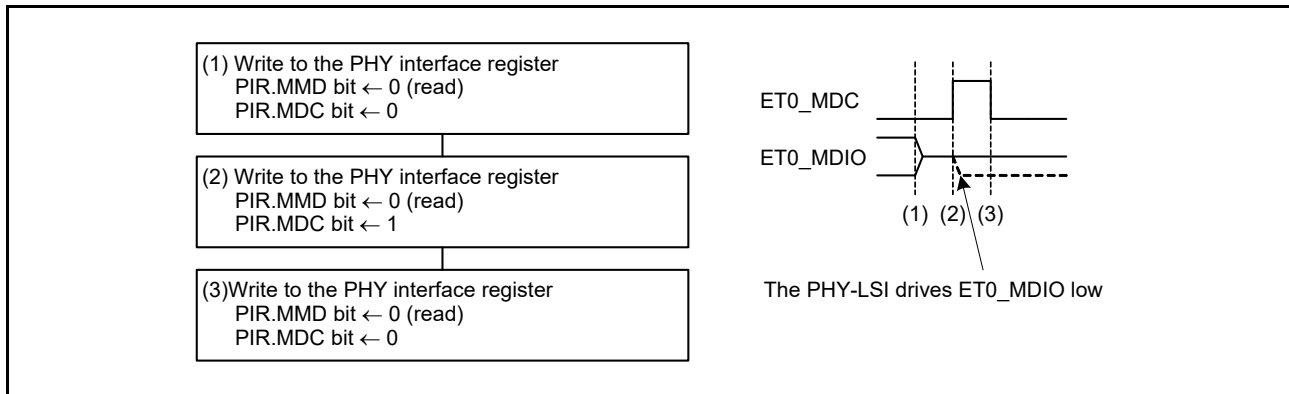 (1) Write to the PHY interface register
PIR.MMD bit ← 0 (read)
PIR.MDC bit ← 0
(2) Write to the PHY interface register
PIR.MMD bit ← 0 (read)
PIR.MDC bit ← 1
(3)Write to the PHY interface register
PIR.MMD bit ← 0 (read)
PIR.MDC bit ← 0
ET0_MDC
ET0_MDIO
(1) (2) (3)
The PHY-LSI drives ET0_MDIO low